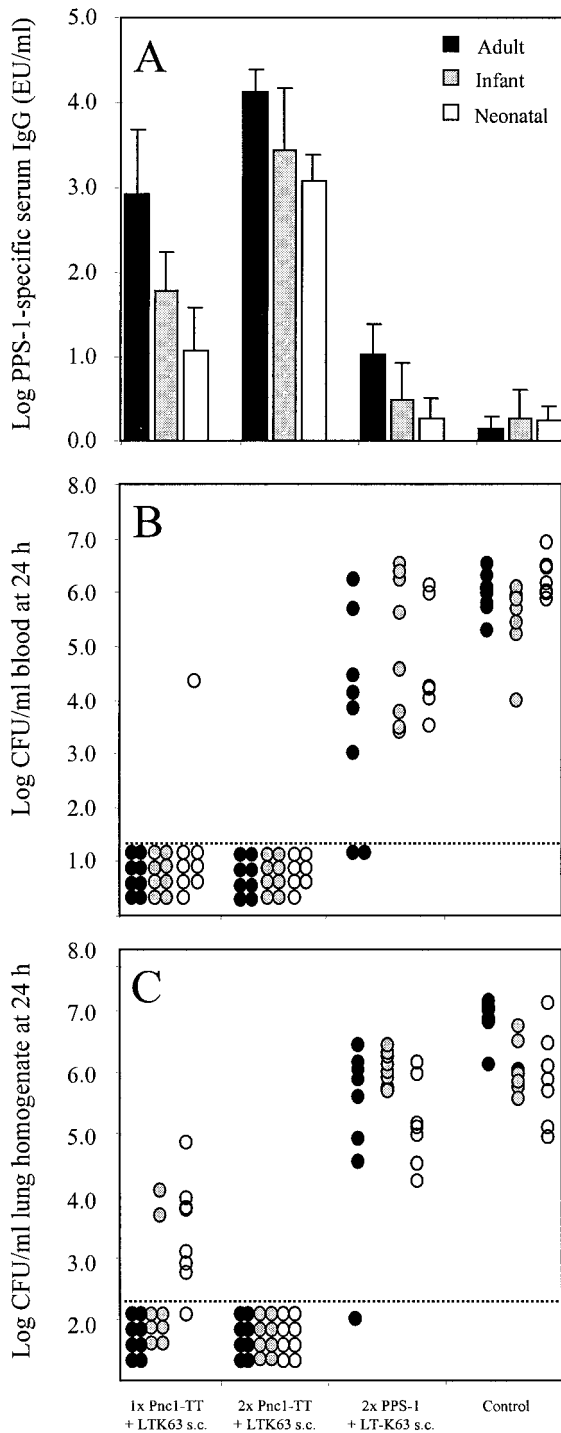 Log PPS-1-specific serum IgG (EU/ml)
5.0
4.0
3.0
2.0
1.0
0.0
A
Adult
Infant
Neonatal
Log CFU/ml blood at 24 h
8.0
7.0
6.0
5.0
4.0
3.0
2.0
1.0
B
Log CFU/ml lung homogenate at 24 h
8.0
7.0
6.0
5.0
4.0
3.0
2.0
C
1x Pnc1-TT
+ LTK63 s.c.
2x Pnc1-TT
+ LTK63 s.c.
2x PPS-1
+ LT-K63 s.c.
Control